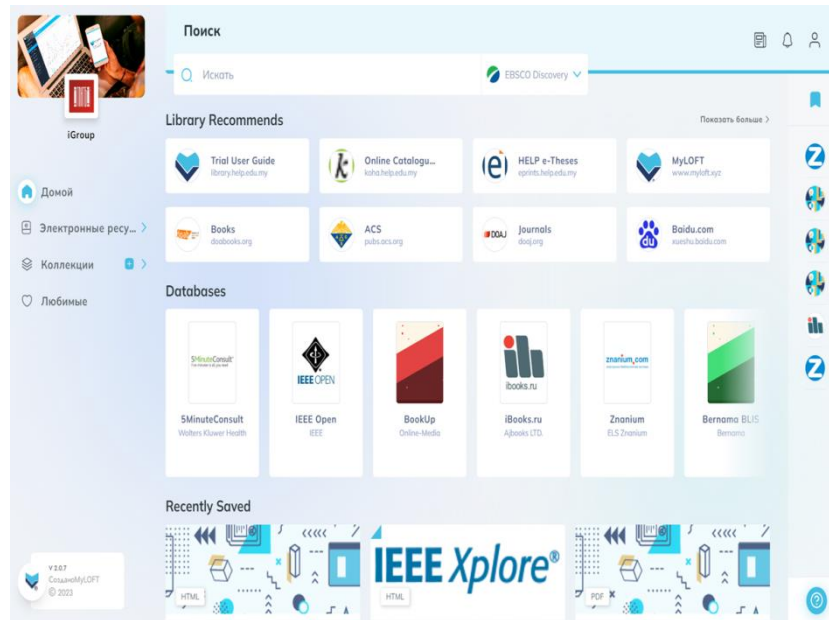 Поиск
Искать
EBSCO Discovery
iGroup
Домой
Электронные ресу...
Коллекции
Любимые
Library Recommends
Показать больше
Trial User Guide
library.help.edu.my
Online Catalogu...
koha.help.edu.my
HELP e-Theses
eprints.help.edu.my
MyLOFT
www.myloft.xyz
Books
doabooks.org
ACS
pubs.acs.org
DOAJ
Journals
doaj.org
du
Baidu.com
xueshu.baidu.com
Databases
5MinuteConsult
IEEE OPEN
ibooks.ru
znanium.com
5MinuteConsult
Wolters Kluwer Health
IEEE Open
IEEE
BookUp
Online-Medio
iBooks.ru
Ajbooks LTD.
Znanium
ELS Znanium
Bernama BLIS
Bernama
Recently Saved
HTML
IEEE Xplore®
HTML
PDF
V 2.0.7
СозданоMyLOFT
© 2023